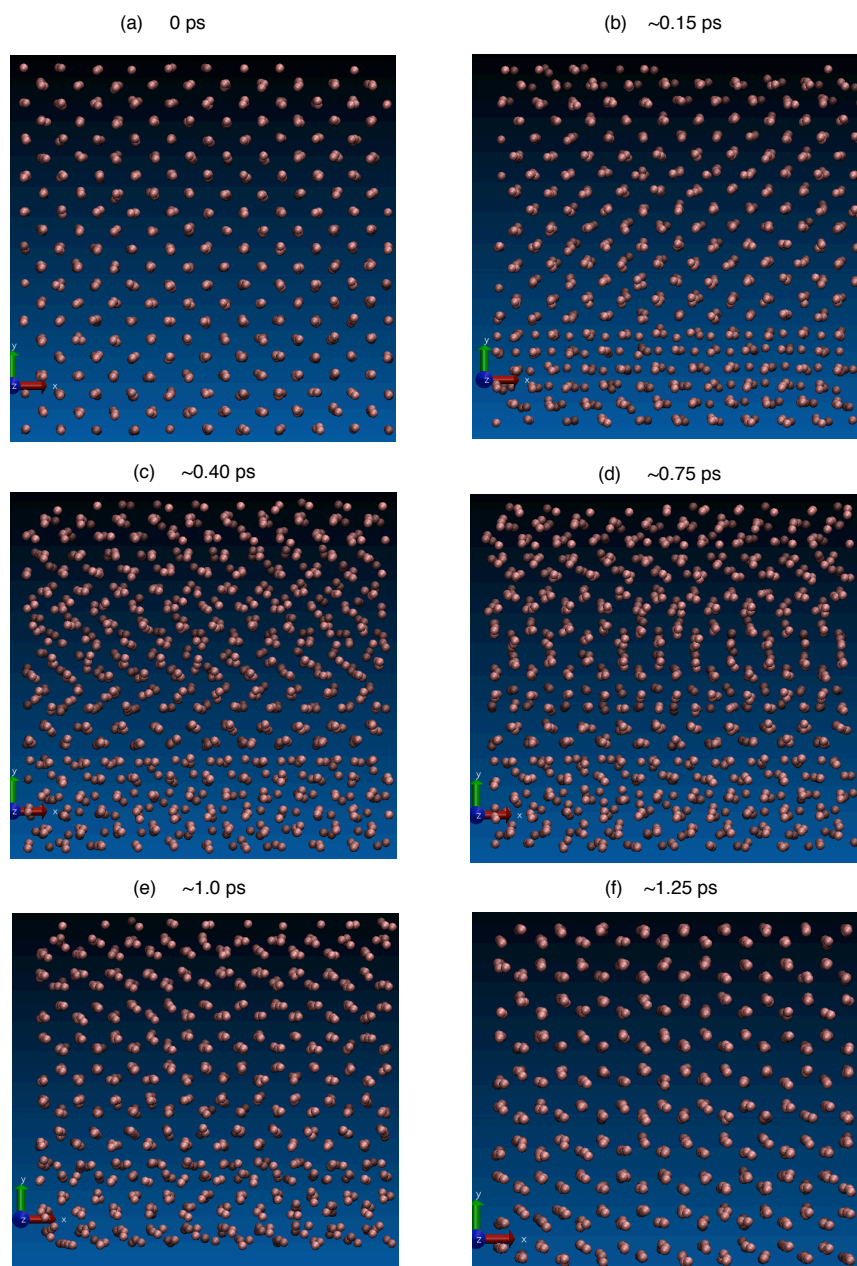 (a) 0 ps
(b) ~0.15 ps
y
z x
y
z x
(c) ~0.40 ps
(d) ~0.75 ps
y
z x
y
z x
(e) ~1.0 ps
(f) ~1.25 ps
y
z x
y
z x